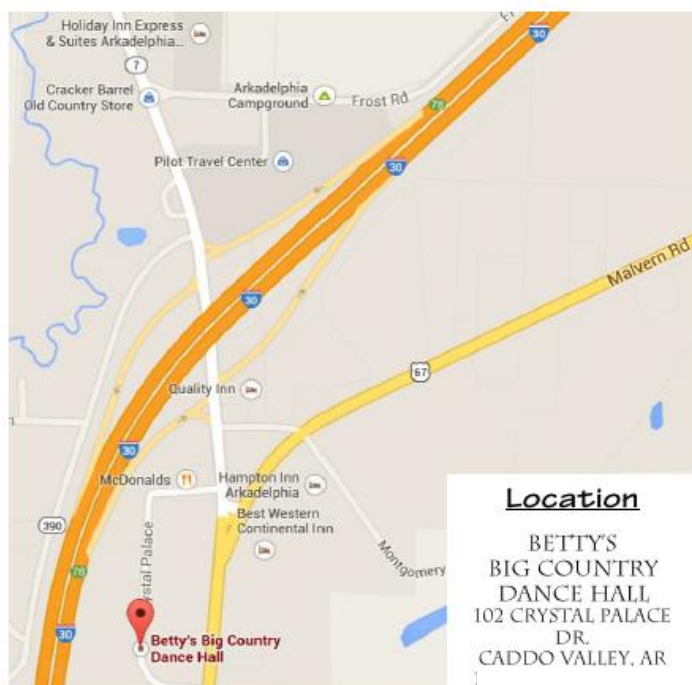 Holiday Inn Express
& Suites Arkadelphia...
30
7
Cracker Barrel
Old Country Store
Arkadelphia
Campground
Frost Rd
78
Pilot Travel Center
30
Malvern Rd
30
67
Quality Inn
30
McDonalds
Hampton Inn
Arkadelphia
Best Western
Continental Inn
390
Montgomery
78
30
Betty's Big Country
Dance Hall
Location
BETTY'S
BIG COUNTRY
DANCE HALL
102 CRYSTAL PALACE
DR.
CADDO VALLEY, AR